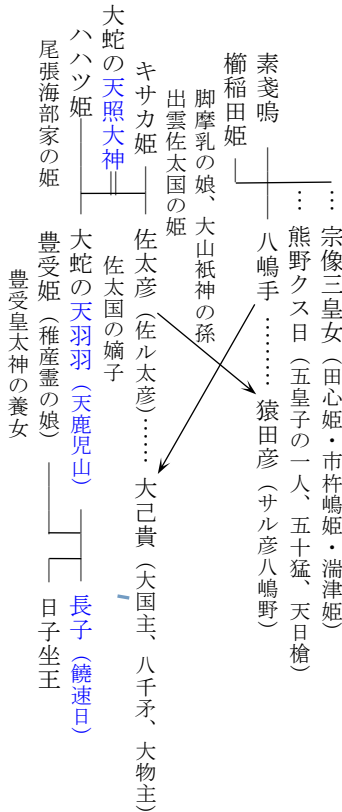 宗像三皇女（田心姫・市杵嶋姫・湍津姫）
熊野クス日（五皇子の一人、五十猛、天日槍）
素戔嗚
八嶋手………猿田彦（サル彦八嶋野）
櫛稲田姫
脚摩乳の娘、大山祇神の孫
出雲佐太国の姫
キサカ姫
佐太彦（佐ル太彦）……大己貴（大国主、八千矛、大物主）
佐太国の嫡子
大蛇の天照大神
ハハツ姫
大蛇の天羽羽（天鹿児山）
長子（饒速日）
尾張海部家の姫
豊受姫（稚産霊の娘）
日子坐王
豊受皇太神の養女